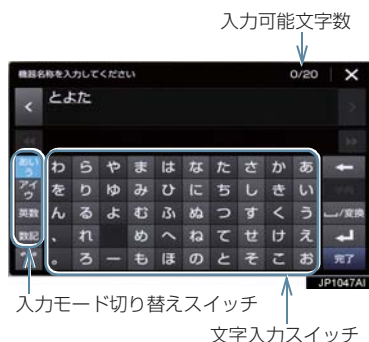 入力可能文字数
機器名称を入力してください 0/20 ×
< とよた
あいう わ ら や ま は な た さ か あ ←
アイウ を り ゆ み ひ に ち し き い
英数 ん る よ む ふ ぬ つ す く う ␣/変換
数記 、 れ め へ ね て せ け え ↵
。 ろ ー も ほ の と そ こ お 完了
JP1047AI
入力モード切り替えスイッチ
文字入力スイッチ